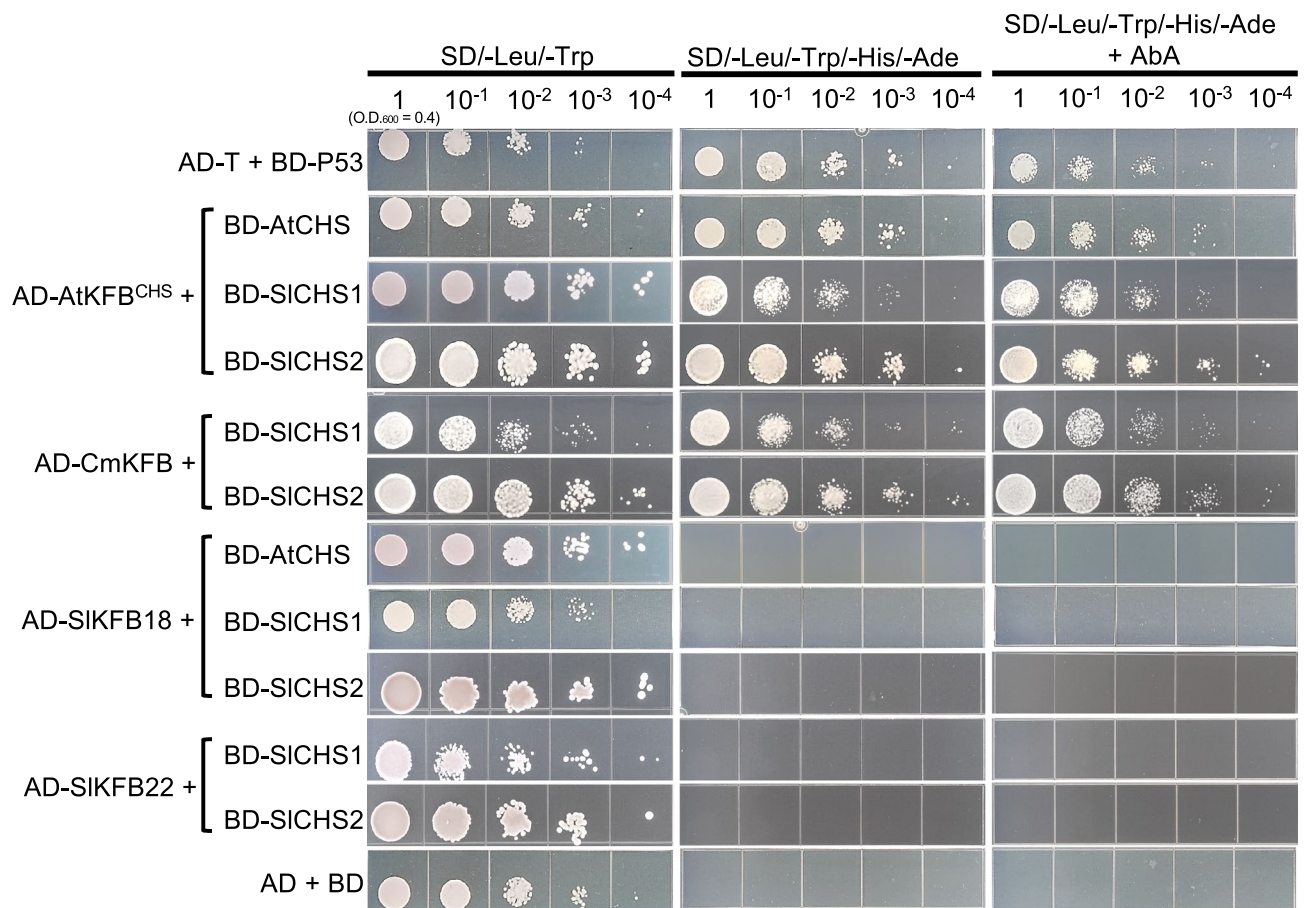 SD/-Leu/-Trp
SD/-Leu/-Trp/-His/-Ade
SD/-Leu/-Trp/-His/-Ade
+ AbA
1 10-1 10-2 10-3 10-4
1 10-1 10-2 10-3 10-4
1 10-1 10-2 10-3 10-4
(O.D.600 = 0.4)
AD-T + BD-P53
AD-AtKFBCHS +
BD-AtCHS
BD-SlCHS1
BD-SlCHS2
AD-CmKFB +
BD-SlCHS1
BD-SlCHS2
AD-SlKFB18 +
BD-AtCHS
BD-SlCHS1
BD-SlCHS2
AD-SlKFB22 +
BD-SlCHS1
BD-SlCHS2
AD + BD